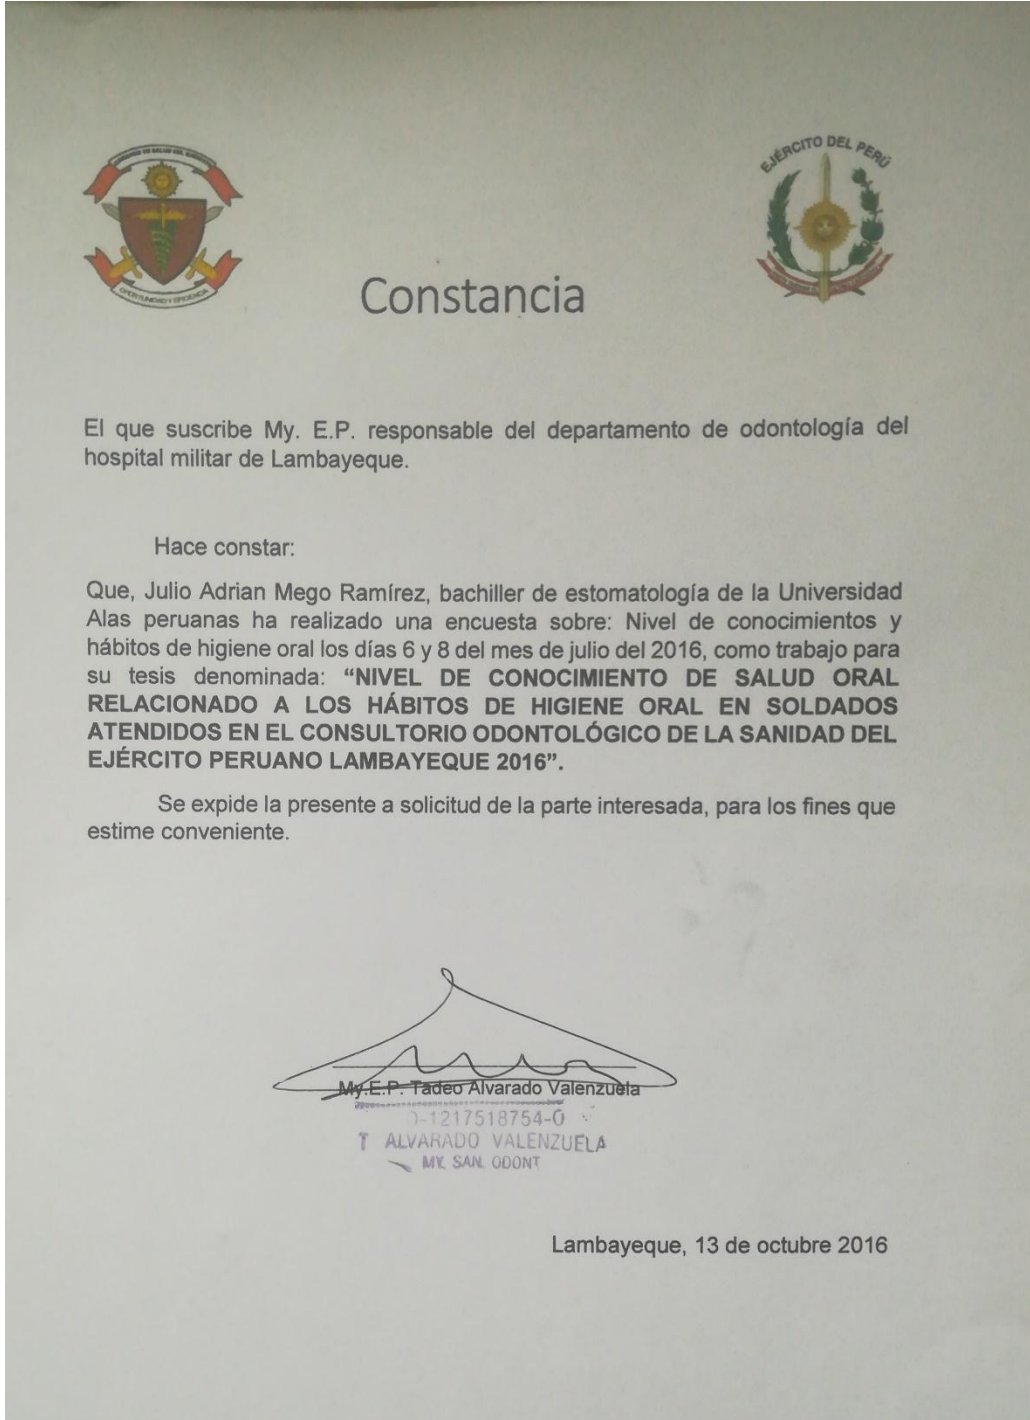 EJÉRCITO DEL PERÚ
OPORTUNIDAD Y EFICIENCIA
Constancia
El que suscribe My. E.P. responsable del departamento de odontología del
hospital militar de Lambayeque.
Hace constar:
Que, Julio Adrian Mego Ramírez, bachiller de estomatología de la Universidad
Alas peruanas ha realizado una encuesta sobre: Nivel de conocimientos y
hábitos de higiene oral los días 6 y 8 del mes de julio del 2016, como trabajo para
su tesis denominada: “NIVEL DE CONOCIMIENTO DE SALUD ORAL
RELACIONADO A LOS HÁBITOS DE HIGIENE ORAL EN SOLDADOS
ATENDIDOS EN EL CONSULTORIO ODONTOLÓGICO DE LA SANIDAD DEL
EJÉRCITO PERUANO LAMBAYEQUE 2016”.
Se expide la presente a solicitud de la parte interesada, para los fines que
estime conveniente.
My.E.P. Tadeo Alvarado Valenzuela
-1217518754-O
T ALVARADO VALENZUELA
MY. SAN. ODONT
Lambayeque, 13 de octubre 2016